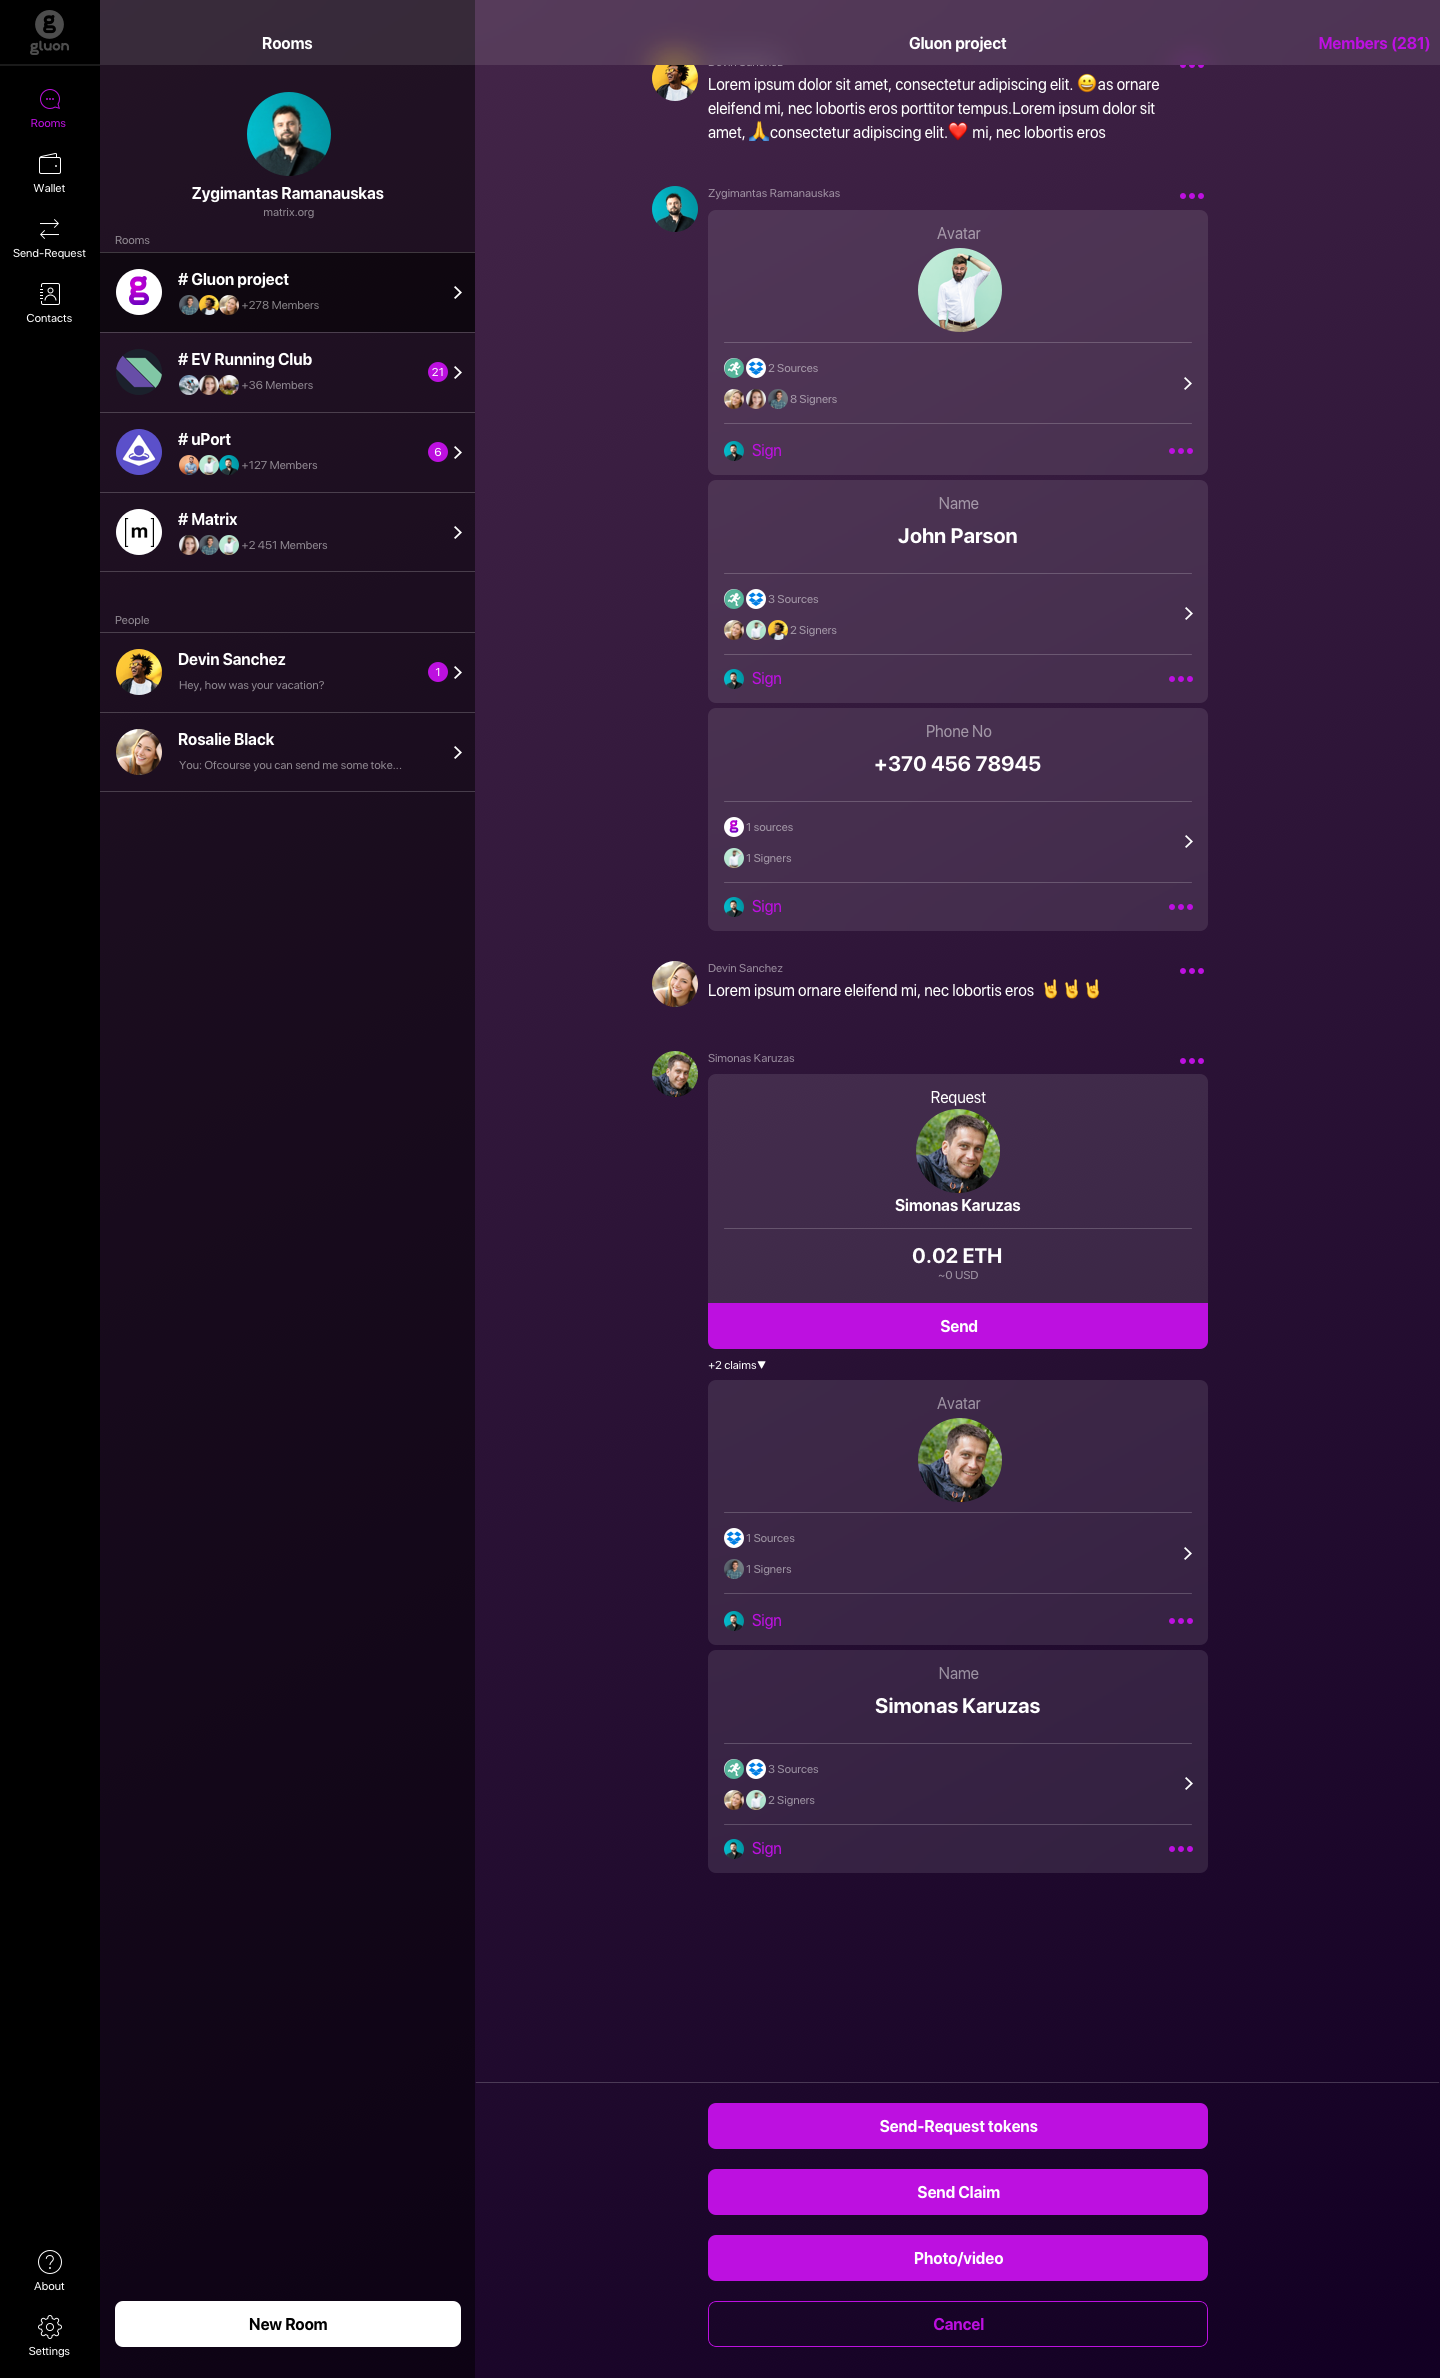 gluon
Rooms
Wallet
Send-Request
Contacts
About
Settings
Rooms
Zygimantas Ramanauskas
matrix.org
Rooms
# Gluon project
+278 Members
# EV Running Club
+36 Members
21
# uPort
+127 Members
6
[m]
# Matrix
+2 451 Members
People
Devin Sanchez
Hey, how was your vacation?
1
Rosalie Black
You: Ofcourse you can send me some toke...
New Room
Gluon project
Members (281)
Lorem ipsum dolor sit amet, consectetur adipiscing elit. 😀as ornare
eleifend mi, nec lobortis eros porttitor tempus.Lorem ipsum dolor sit
amet, 🙏consectetur adipiscing elit.❤️ mi, nec lobortis eros
Zygimantas Ramanauskas
Avatar
2 Sources
8 Signers
Sign
Name
John Parson
3 Sources
2 Signers
Sign
Phone No
+370 456 78945
1 sources
1 Signers
Sign
Devin Sanchez
Lorem ipsum ornare eleifend mi, nec lobortis eros 🤘🤘🤘
Simonas Karuzas
Request
Simonas Karuzas
0.02 ETH
~0 USD
Send
+2 claims▼
Avatar
1 Sources
1 Signers
Sign
Name
Simonas Karuzas
3 Sources
2 Signers
Sign
Send-Request tokens
Send Claim
Photo/video
Cancel